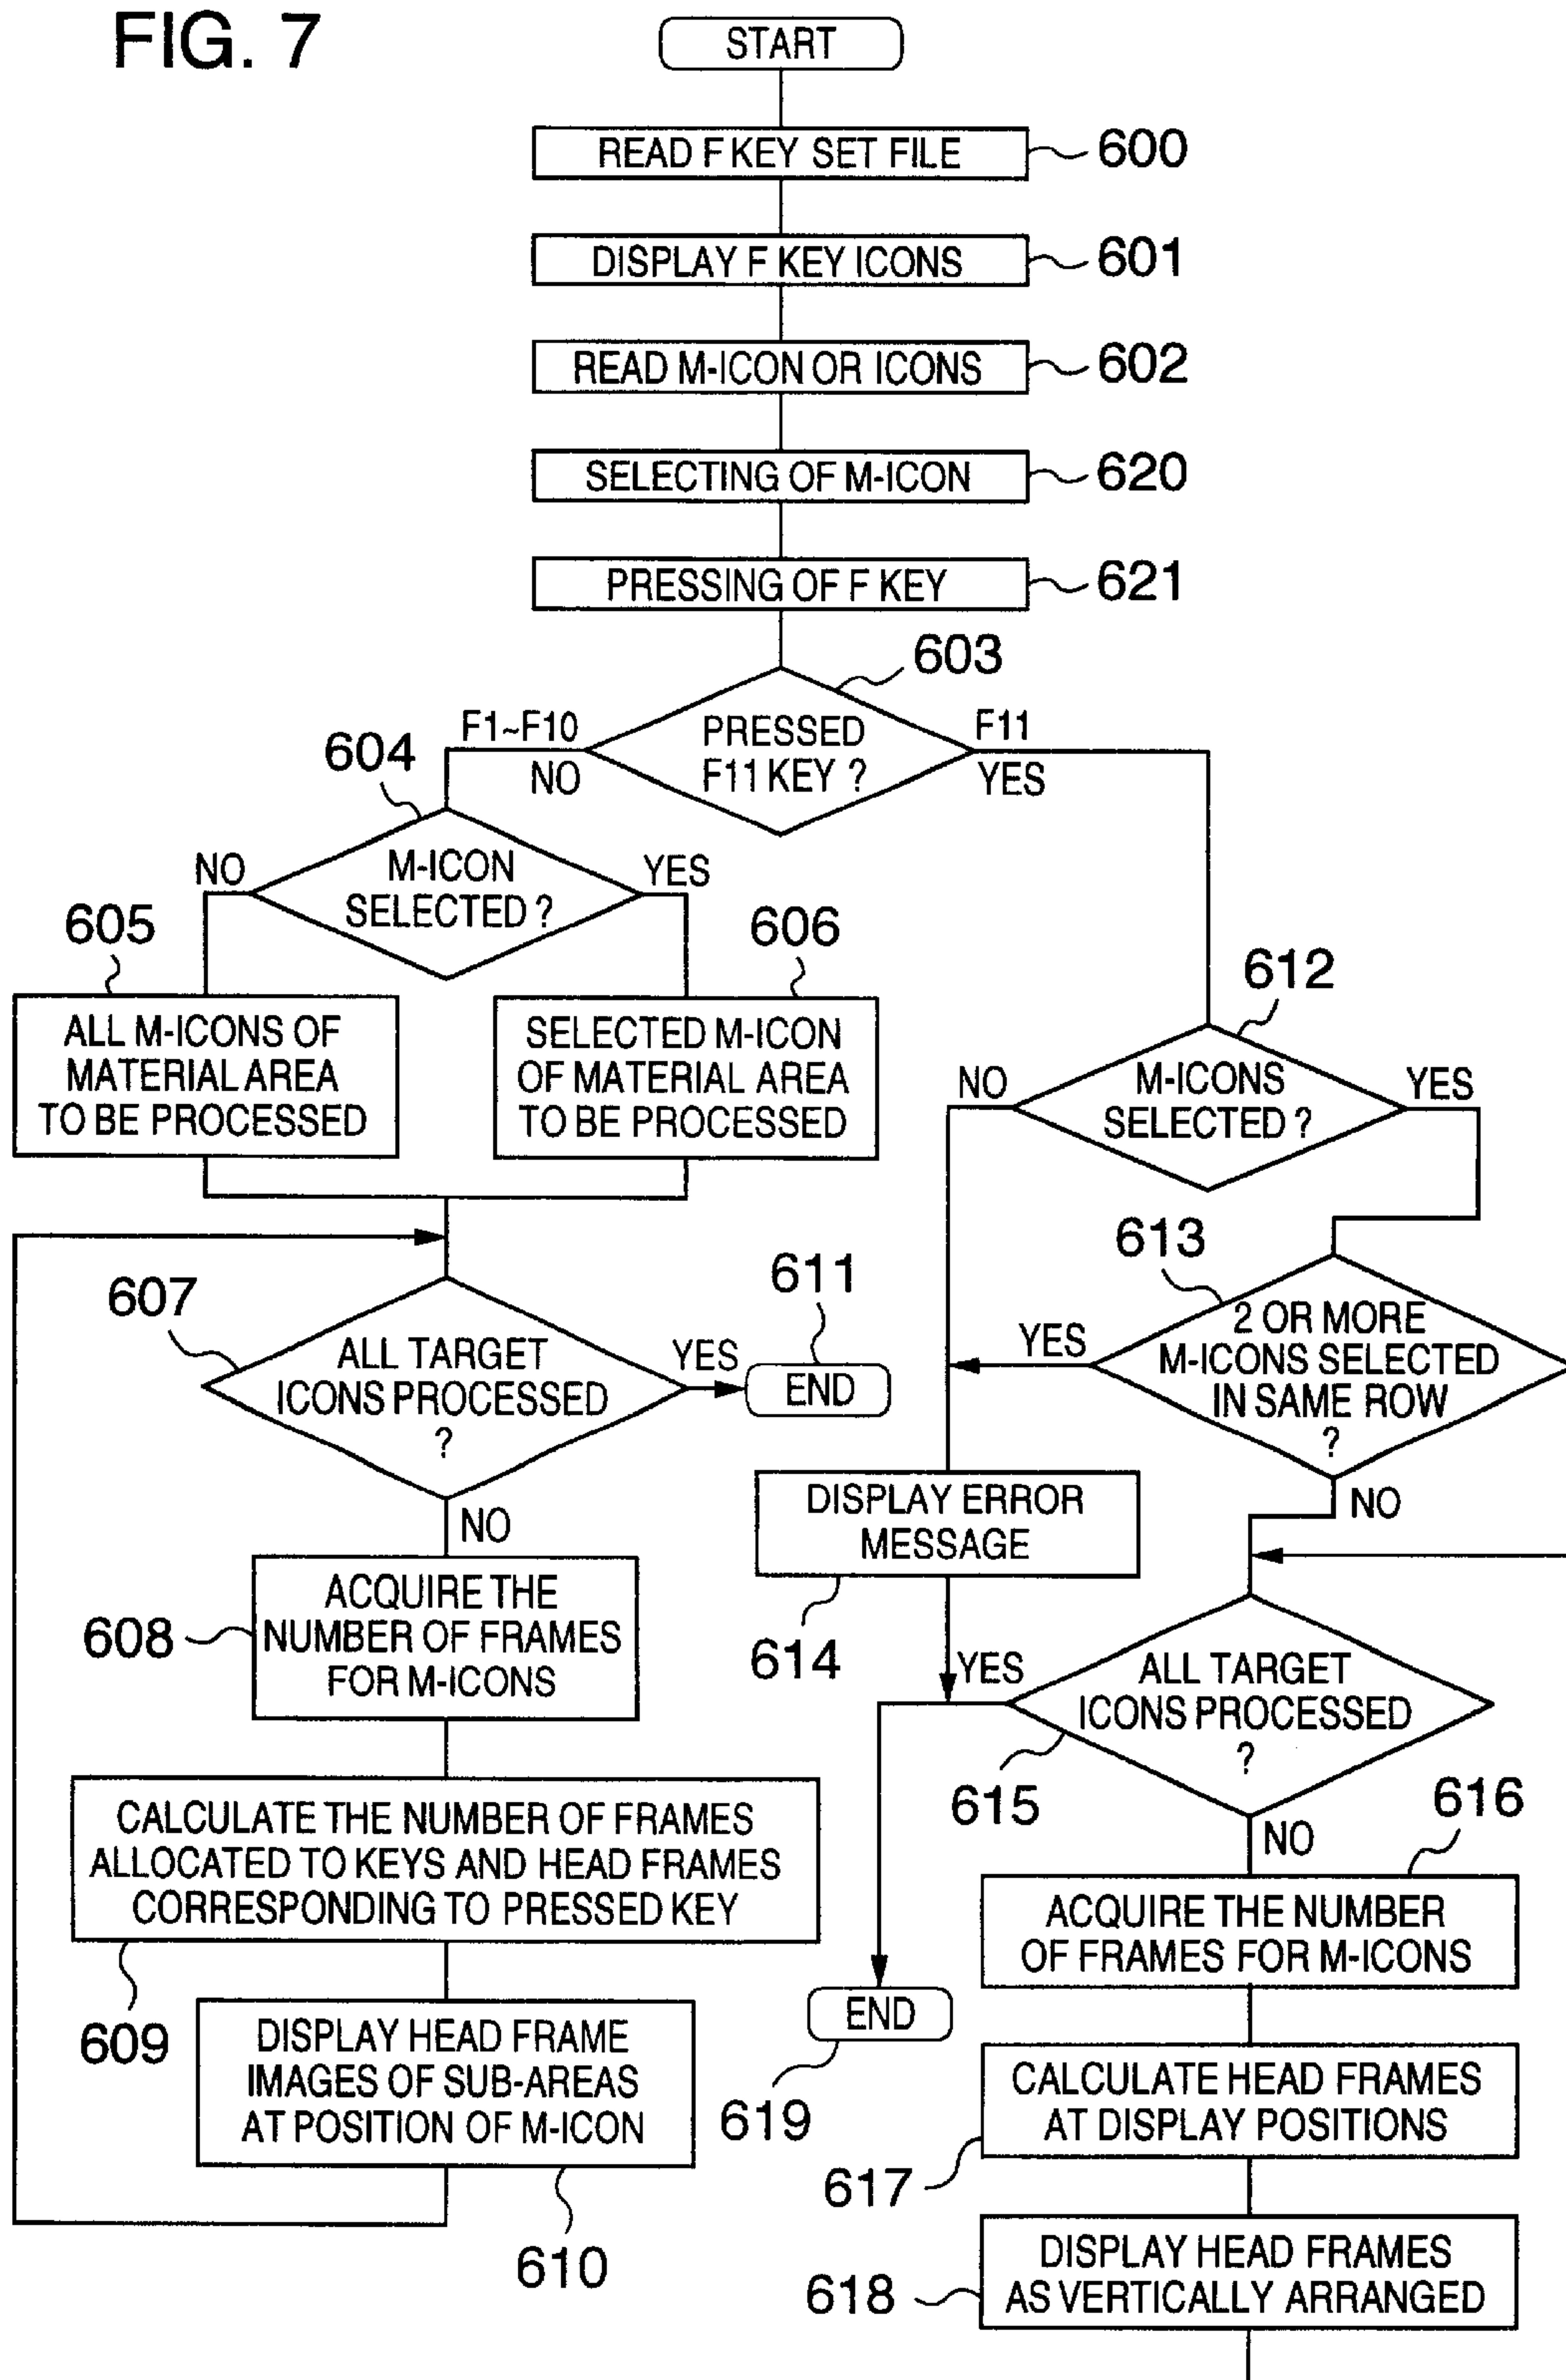 FIG. 7
START
READ F KEY SET FILE
600
DISPLAY F KEY ICONS
601
READ M-ICON OR ICONS
602
SELECTING OF M-ICON
620
PRESSING OF F KEY
621
603
PRESSED
F11 KEY ?
F1~F10
NO
F11
YES
604
M-ICON
SELECTED ?
NO
YES
605
ALL M-ICONS OF
MATERIAL AREA
TO BE PROCESSED
606
SELECTED M-ICON
OF MATERIAL AREA
TO BE PROCESSED
607
ALL TARGET
ICONS PROCESSED
?
YES
611
END
NO
608
ACQUIRE THE
NUMBER OF FRAMES
FOR M-ICONS
CALCULATE THE NUMBER OF FRAMES
ALLOCATED TO KEYS AND HEAD FRAMES
CORRESPONDING TO PRESSED KEY
609
DISPLAY HEAD FRAME
IMAGES OF SUB-AREAS
AT POSITION OF M-ICON
610
612
M-ICONS
SELECTED ?
NO
YES
613
2 OR MORE
M-ICONS SELECTED
IN SAME ROW
?
YES
NO
DISPLAY ERROR
MESSAGE
614
YES
ALL TARGET
ICONS PROCESSED
?
615
NO
616
ACQUIRE THE NUMBER
OF FRAMES FOR M-ICONS
END
619
CALCULATE HEAD FRAMES
AT DISPLAY POSITIONS
617
DISPLAY HEAD FRAMES
AS VERTICALLY ARRANGED
618